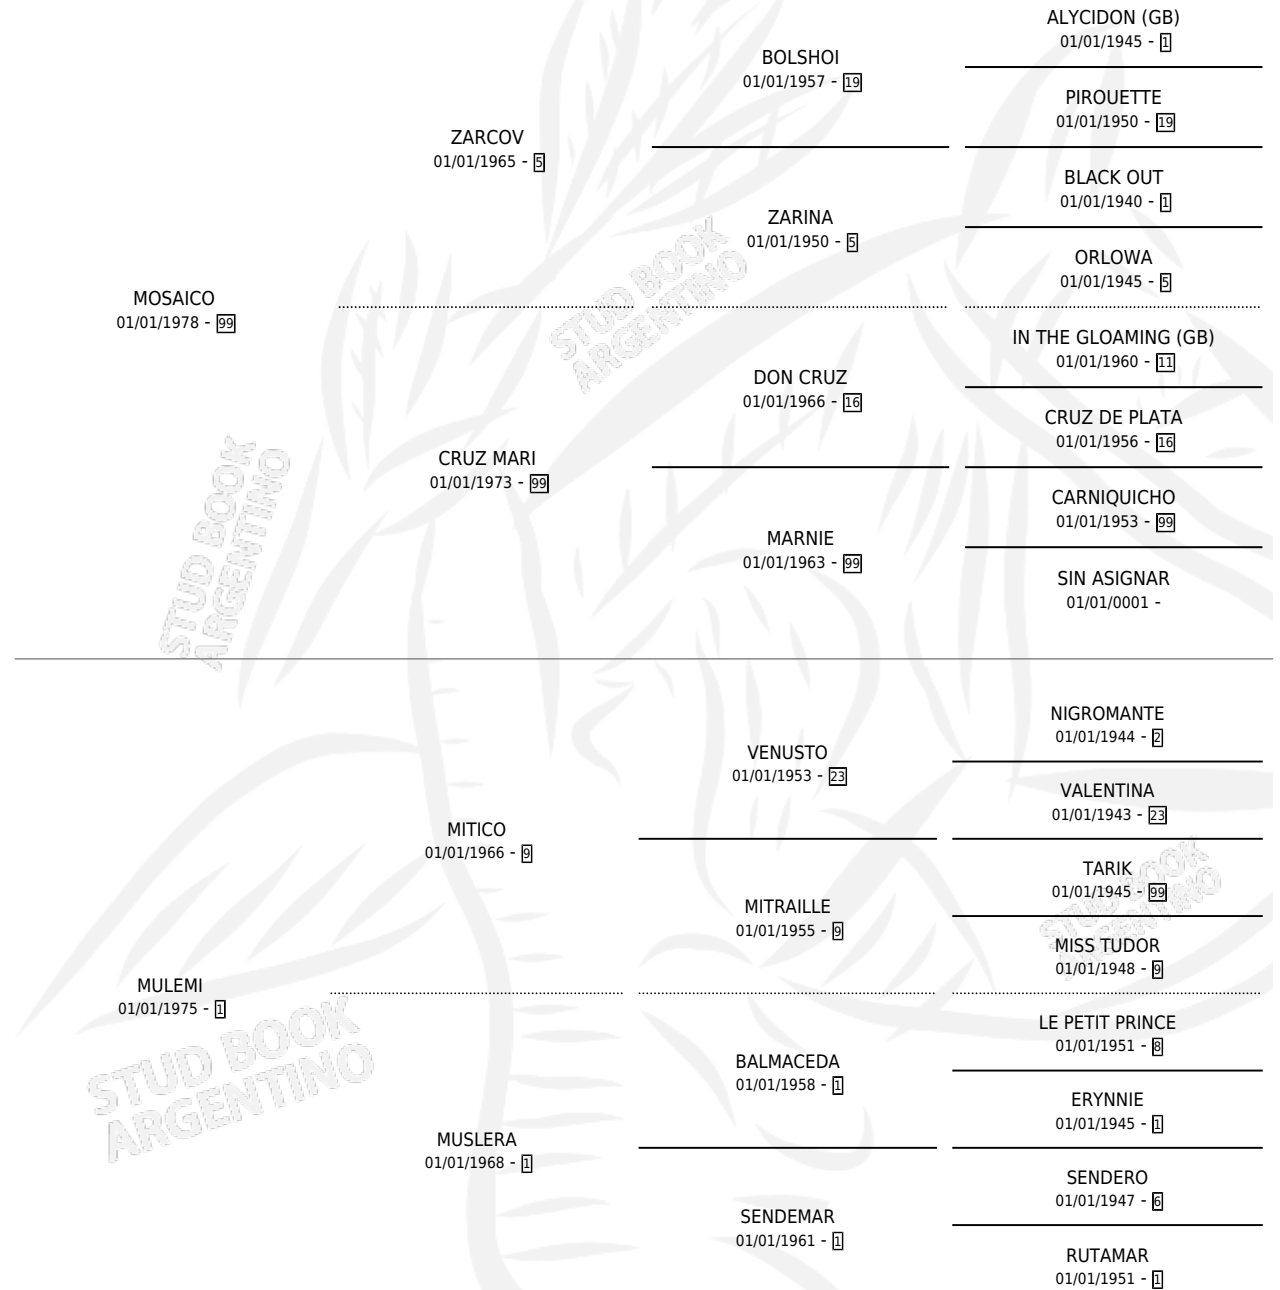 ALYCIDON (GB)
01/01/1945 - 1
BOLSHOI
01/01/1957 - 19
PIROUETTE
01/01/1950 - 19
ZARCOV
01/01/1965 - 5
BLACK OUT
01/01/1940 - 1
ZARINA
01/01/1950 - 5
ORLOWA
01/01/1945 - 5
MOSAICO
01/01/1978 - 99
IN THE GLOAMING (GB)
01/01/1960 - 11
DON CRUZ
01/01/1966 - 16
CRUZ DE PLATA
01/01/1956 - 16
CRUZ MARI
01/01/1973 - 99
CARNIQUICHO
01/01/1953 - 99
MARNIE
01/01/1963 - 99
SIN ASIGNAR
01/01/0001 -
NIGROMANTE
01/01/1944 - 2
VENUSTO
01/01/1953 - 23
VALENTINA
01/01/1943 - 23
MITICO
01/01/1966 - 9
TARIK
01/01/1945 - 99
MITRAILLE
01/01/1955 - 9
MISS TUDOR
01/01/1948 - 9
MULEMI
01/01/1975 - 1
LE PETIT PRINCE
01/01/1951 - 8
BALMACEDA
01/01/1958 - 1
ERYNNIE
01/01/1945 - 1
MUSLERA
01/01/1968 - 1
SENDERO
01/01/1947 - 6
SENDEMAR
01/01/1961 - 1
RUTAMAR
01/01/1951 - 1
STUD BOOK
ARGENTINO
STUD BOOK
ARGENTINO
STUD BOOK
ARGENTINO
STUD BOOK
ARGENTINO